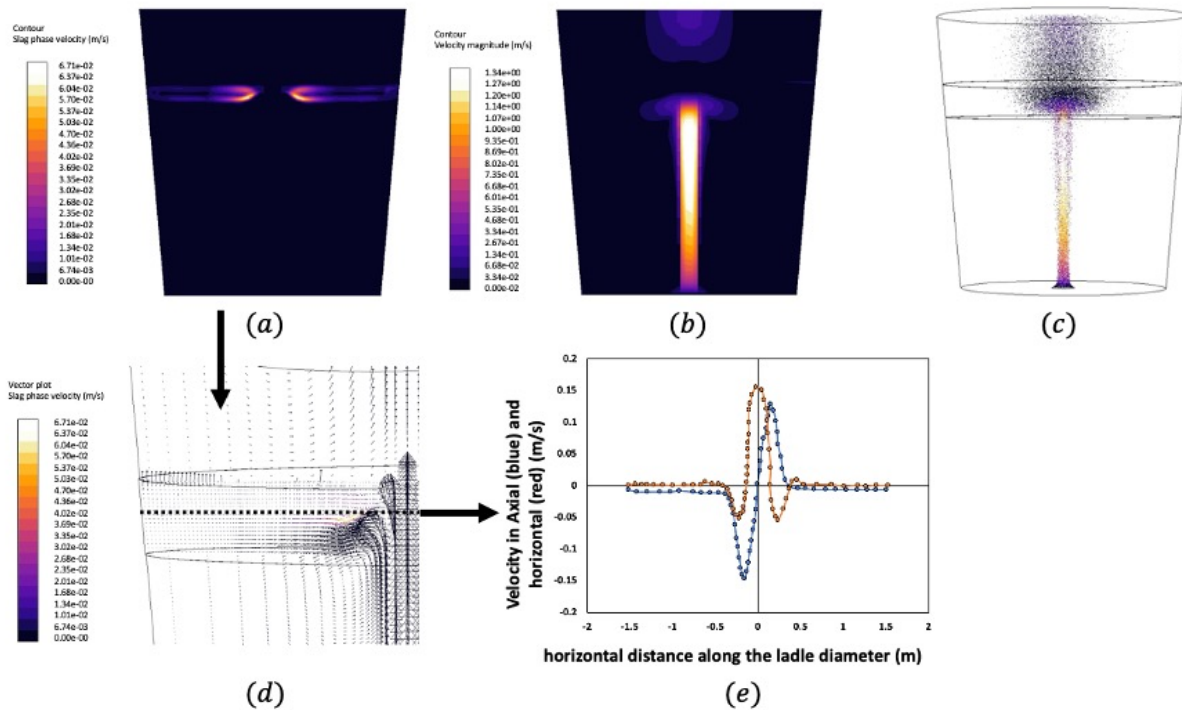 Contour
Slag phase velocity (m/s)
6.71e-02
6.37e-02
6.04e-02
5.70e-02
5.37e-02
5.03e-02
4.70e-02
4.36e-02
4.02e-02
3.69e-02
3.35e-02
3.02e-02
2.68e-02
2.35e-02
2.01e-02
1.68e-02
1.34e-02
1.01e-02
6.74e-03
0.00e-00
(a)
Contour
Velocity magnitude (m/s)
1.34e+00
1.27e+00
1.20e+00
1.14e+00
1.07e+00
1.00e+00
9.35e-01
8.69e-01
8.02e-01
7.35e-01
6.68e-01
6.01e-01
5.35e-01
4.68e-01
3.34e-01
2.67e-01
1.34e-01
6.68e-02
3.34e-02
0.00e-02
(b)
(c)
Vector plot
Slag phase velocity (m/s)
6.71e-02
6.37e-02
6.04e-02
5.70e-02
5.37e-02
5.03e-02
4.70e-02
4.36e-02
4.02e-02
3.69e-02
3.35e-02
3.02e-02
2.68e-02
2.35e-02
2.01e-02
1.68e-02
1.34e-02
1.01e-02
6.74e-03
0.00e-00
(d)
Velocity in Axial (blue) and
horizontal (red) (m/s)
0.2
0.15
0.1
0.05
0
-0.05
-0.1
-0.15
-0.2
-2 -1.5 -1 -0.5 0 0.5 1 1.5 2
horizontal distance along the ladle diameter (m)
(e)